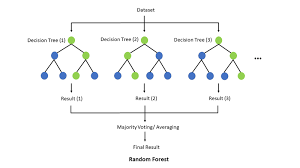 Dataset
Decision Tree (1)
Decision Tree (2)
Decision Tree (3)
...
Result (1)
Result (2)
Result (3)
Majority Voting/ Averaging
Final Result
Random Forest